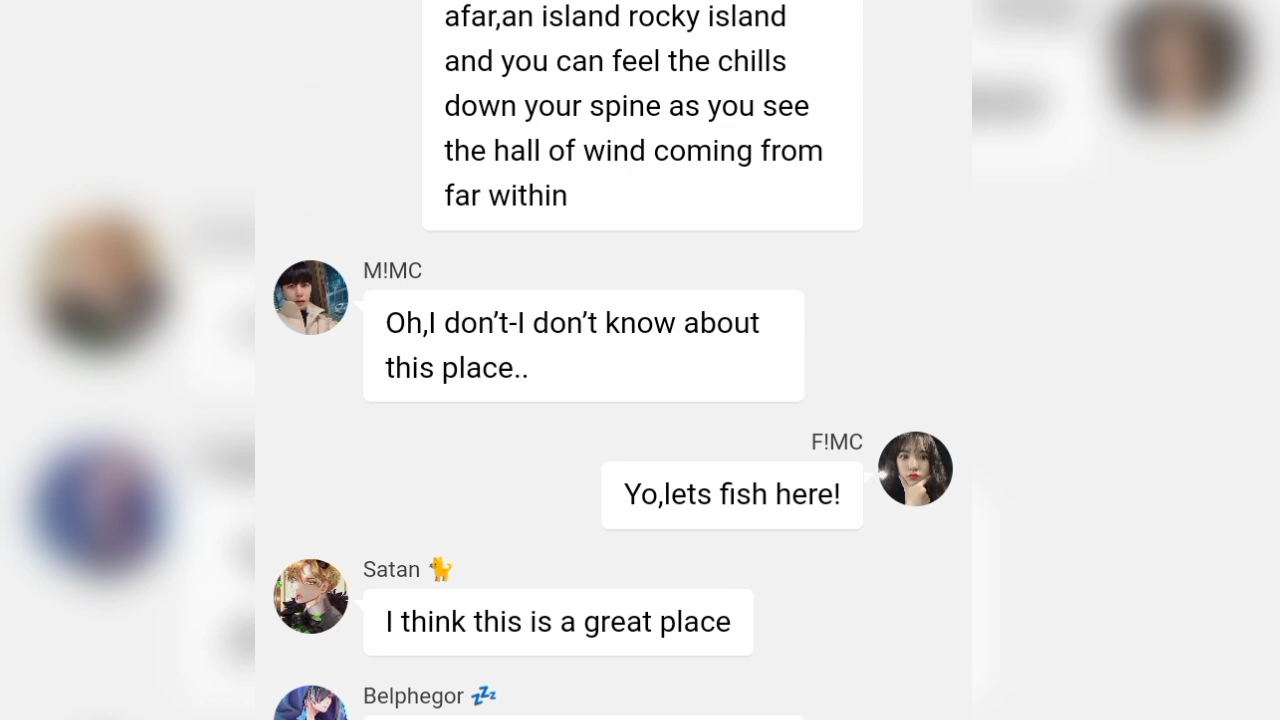 afar,an island rocky island
and you can feel the chills
down your spine as you see
the hall of wind coming from
far within
M!MC
Oh,I don’t-I don’t know about
this place..
F!MC
Yo,lets fish here!
Satan 🐈
I think this is a great place
Belphegor 💤